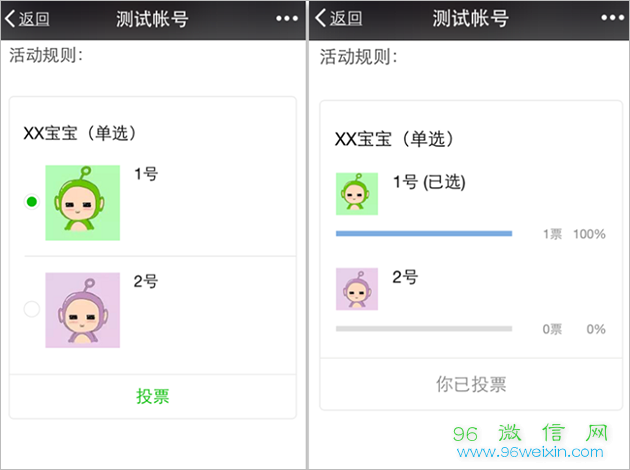 返回
测试帐号
活动规则：
XX宝宝（单选）
1号
2号
投票
返回
测试帐号
活动规则：
XX宝宝（单选）
1号 (已选)
1票 100%
2号
0票 0%
你已投票
96 微信网
www.96weixin.com